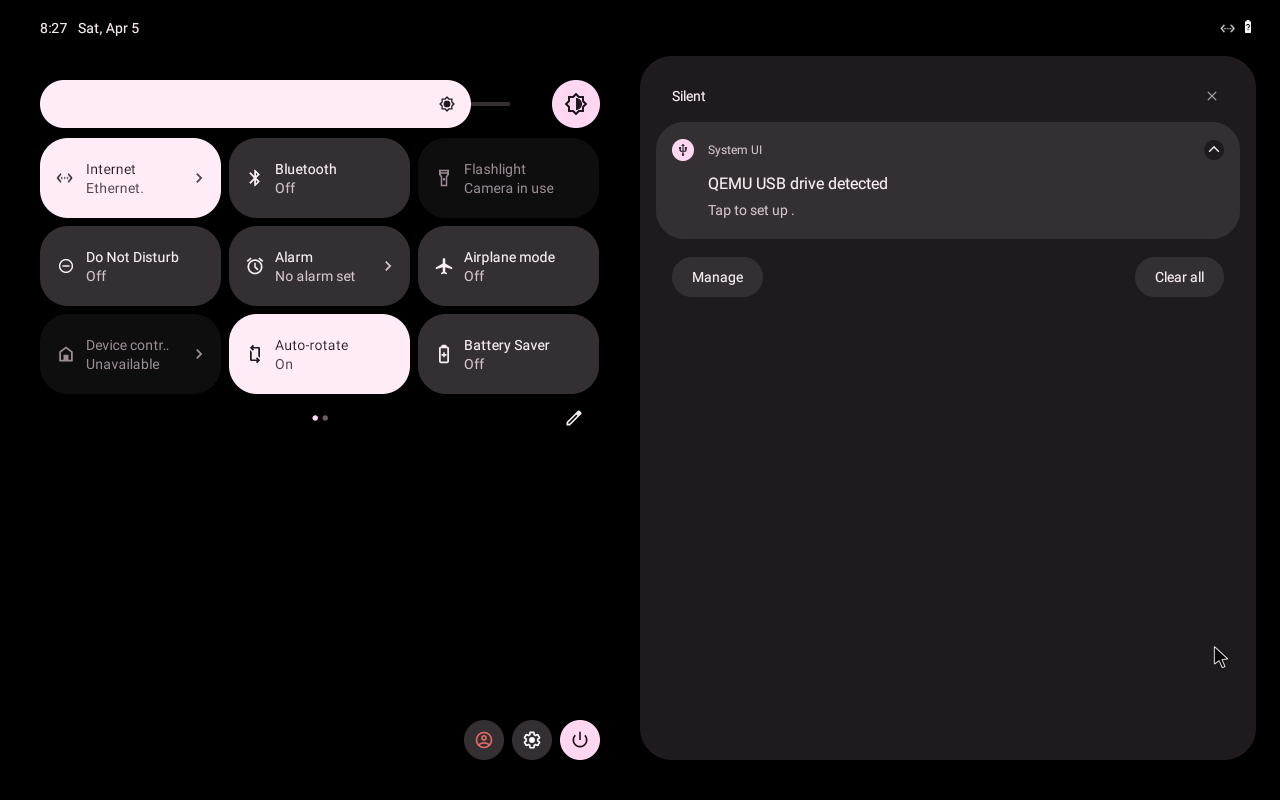 8:27 Sat, Apr 5
Internet
Ethernet.
Bluetooth
Off
Flashlight
Camera in use
Do Not Disturb
Off
Alarm
No alarm set
Airplane mode
Off
Device contr..
Unavailable
Auto-rotate
On
Battery Saver
Off
Silent
System UI
QEMU USB drive detected
Tap to set up .
Manage
Clear all